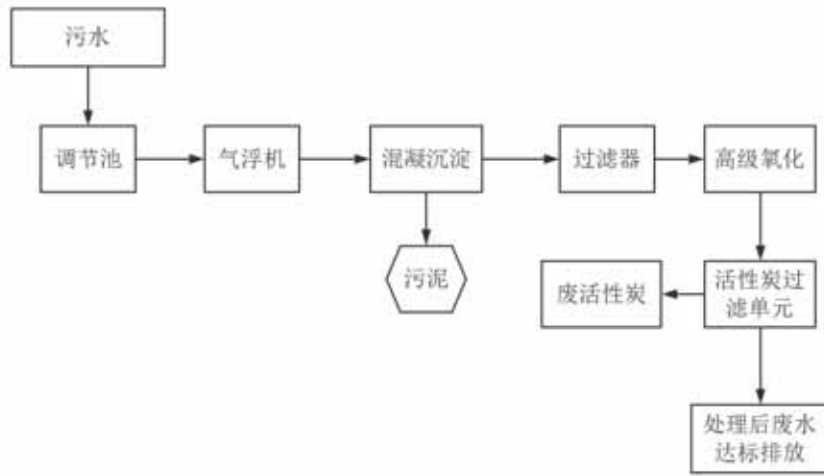 污水
调节池
气浮机
混凝沉淀
过滤器
高级氧化
污泥
废活性炭
活性炭过
滤单元
处理后废水
达标排放